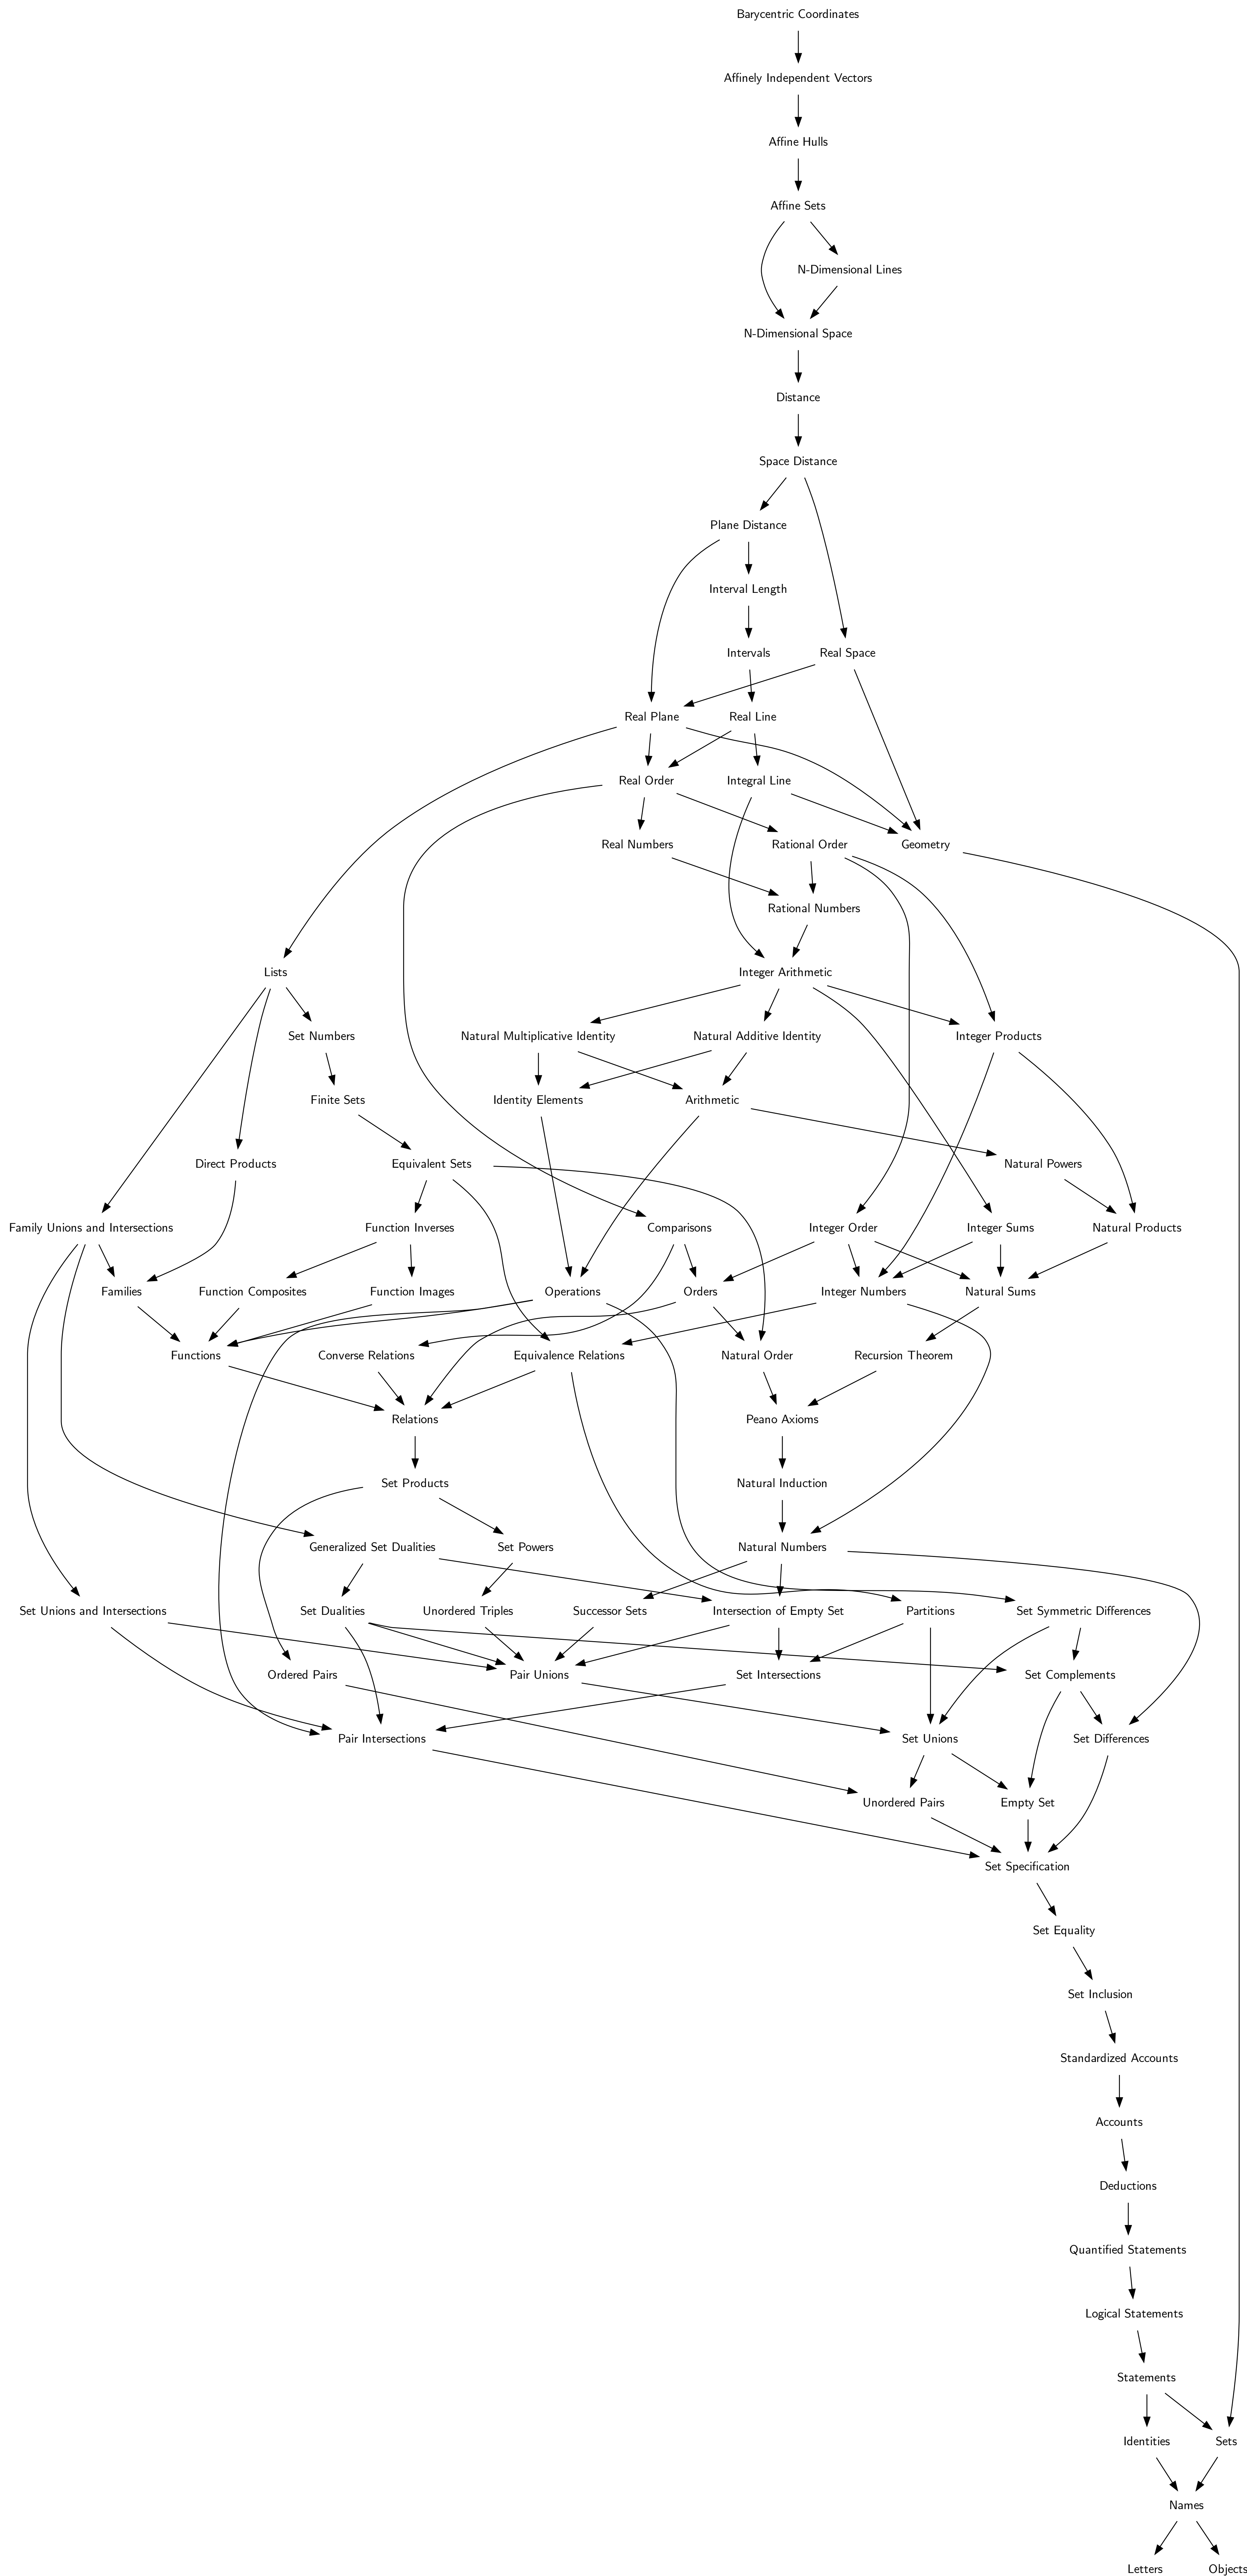 Barycentric Coordinates
Affinely Independent Vectors
Affine Hulls
Affine Sets
N-Dimensional Lines
N-Dimensional Space
Distance
Space Distance
Plane Distance
Interval Length
Intervals
Real Space
Real Plane
Real Line
Real Order
Integral Line
Real Numbers
Rational Order
Geometry
Rational Numbers
Lists
Integer Arithmetic
Set Numbers
Natural Multiplicative Identity
Natural Additive Identity
Integer Products
Finite Sets
Identity Elements
Arithmetic
Direct Products
Equivalent Sets
Natural Powers
Family Unions and Intersections
Function Inverses
Comparisons
Integer Order
Integer Sums
Natural Products
Families
Function Composites
Function Images
Operations
Orders
Integer Numbers
Natural Sums
Functions
Converse Relations
Equivalence Relations
Natural Order
Recursion Theorem
Relations
Peano Axioms
Set Products
Natural Induction
Generalized Set Dualities
Set Powers
Natural Numbers
Set Unions and Intersections
Set Dualities
Unordered Triples
Successor Sets
Intersection of Empty Set
Partitions
Set Symmetric Differences
Ordered Pairs
Pair Unions
Set Intersections
Set Complements
Pair Intersections
Set Unions
Set Differences
Unordered Pairs
Empty Set
Set Specification
Set Equality
Set Inclusion
Standardized Accounts
Accounts
Deductions
Quantified Statements
Logical Statements
Statements
Identities
Sets
Names
Letters
Objects